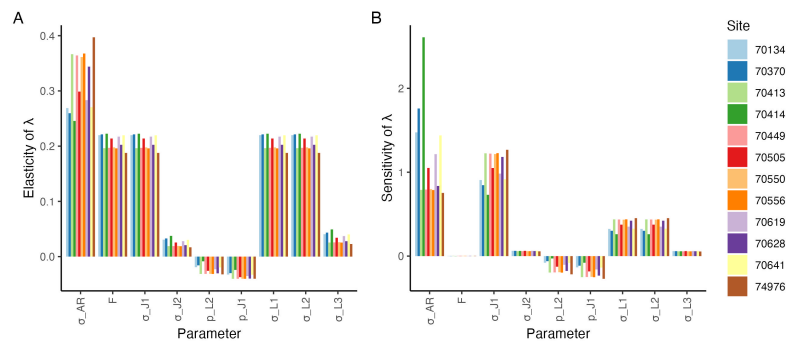 A
Elasticity of λ
0.4
0.3
0.2
0.1
0.0
σ_AR
F
σ_J1
σ_J2
p_L2
p_J1
σ_L1
σ_L2
σ_L3
Parameter
B
Sensitivity of λ
2
1
0
σ_AR
F
σ_J1
σ_J2
p_L2
p_J1
σ_L1
σ_L2
σ_L3
Parameter
Site
70134
70370
70413
70414
70449
70505
70550
70556
70619
70628
70641
74976